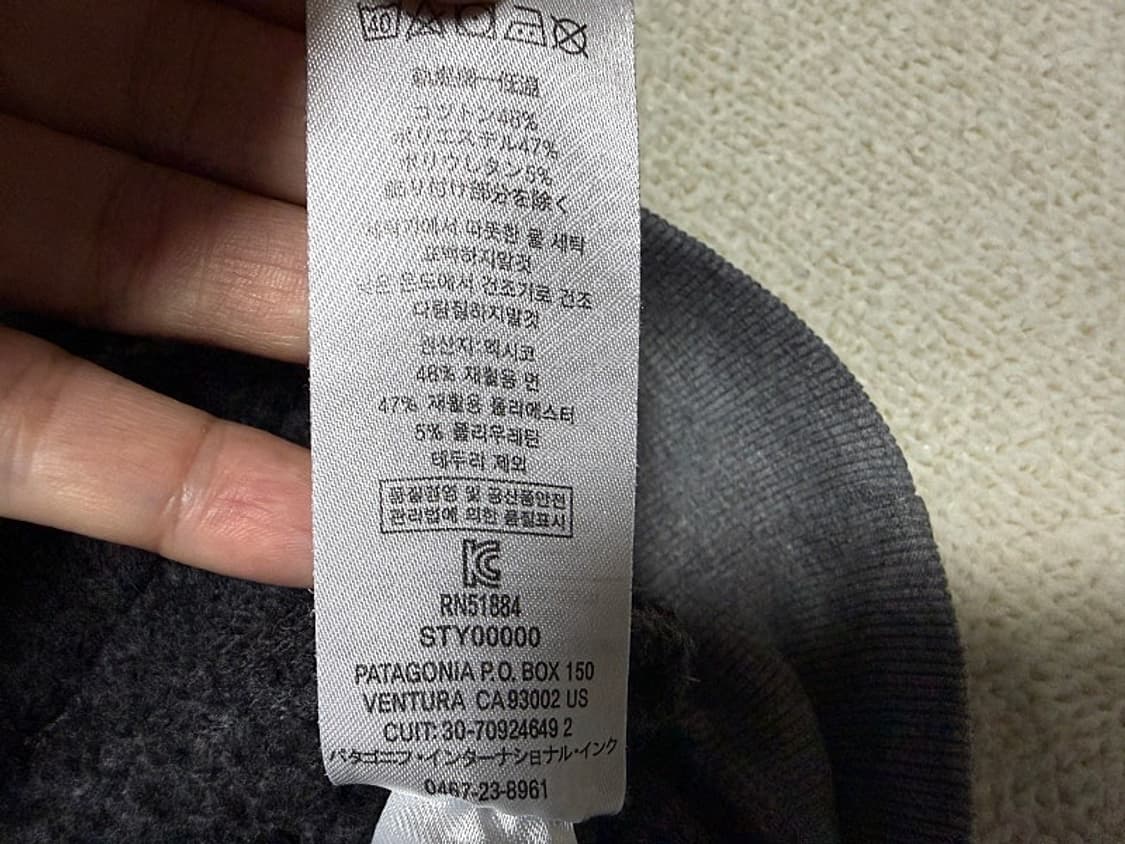 40
コットン48%
ポリエステル47%
ポリウレタン5%
飾り付け部分を除く
세탁기에서 따뜻한 물 세탁
표백하지말것
낮은 온도에서 건조기로 건조
다림질하지말것
원산지:멕시코
48% 재활용 면
47% 재활용 폴리에스터
5% 폴리우레탄
테두리 제외
품질경영 및 공산품안전
관리법에 의한 품질표시
RN51884
STY00000
PATAGONIA P.O. BOX 150
VENTURA CA 93002 US
CUIT: 30-70924649 2
パタゴニア・インターナショナル・インク
0467-23-8961